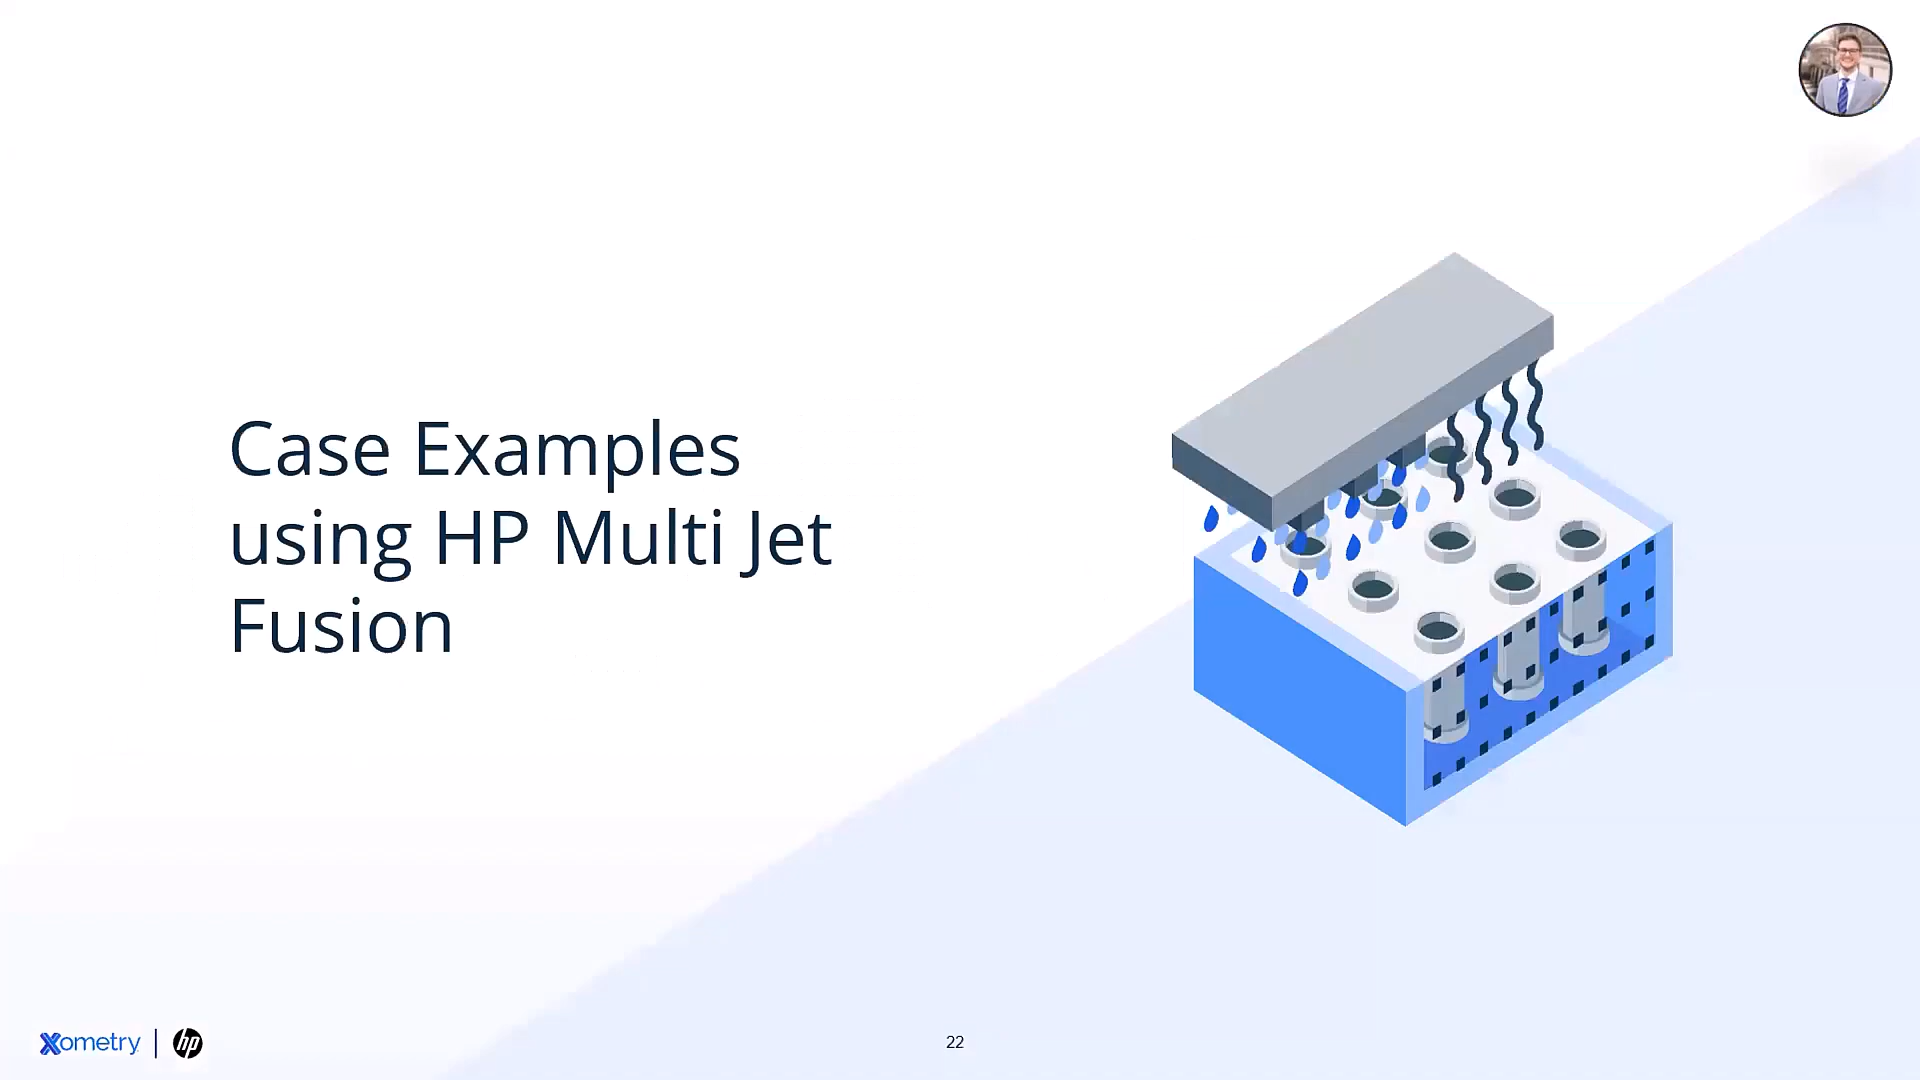 Case Examples
using HP Multi Jet
Fusion
Xometry | hp
22